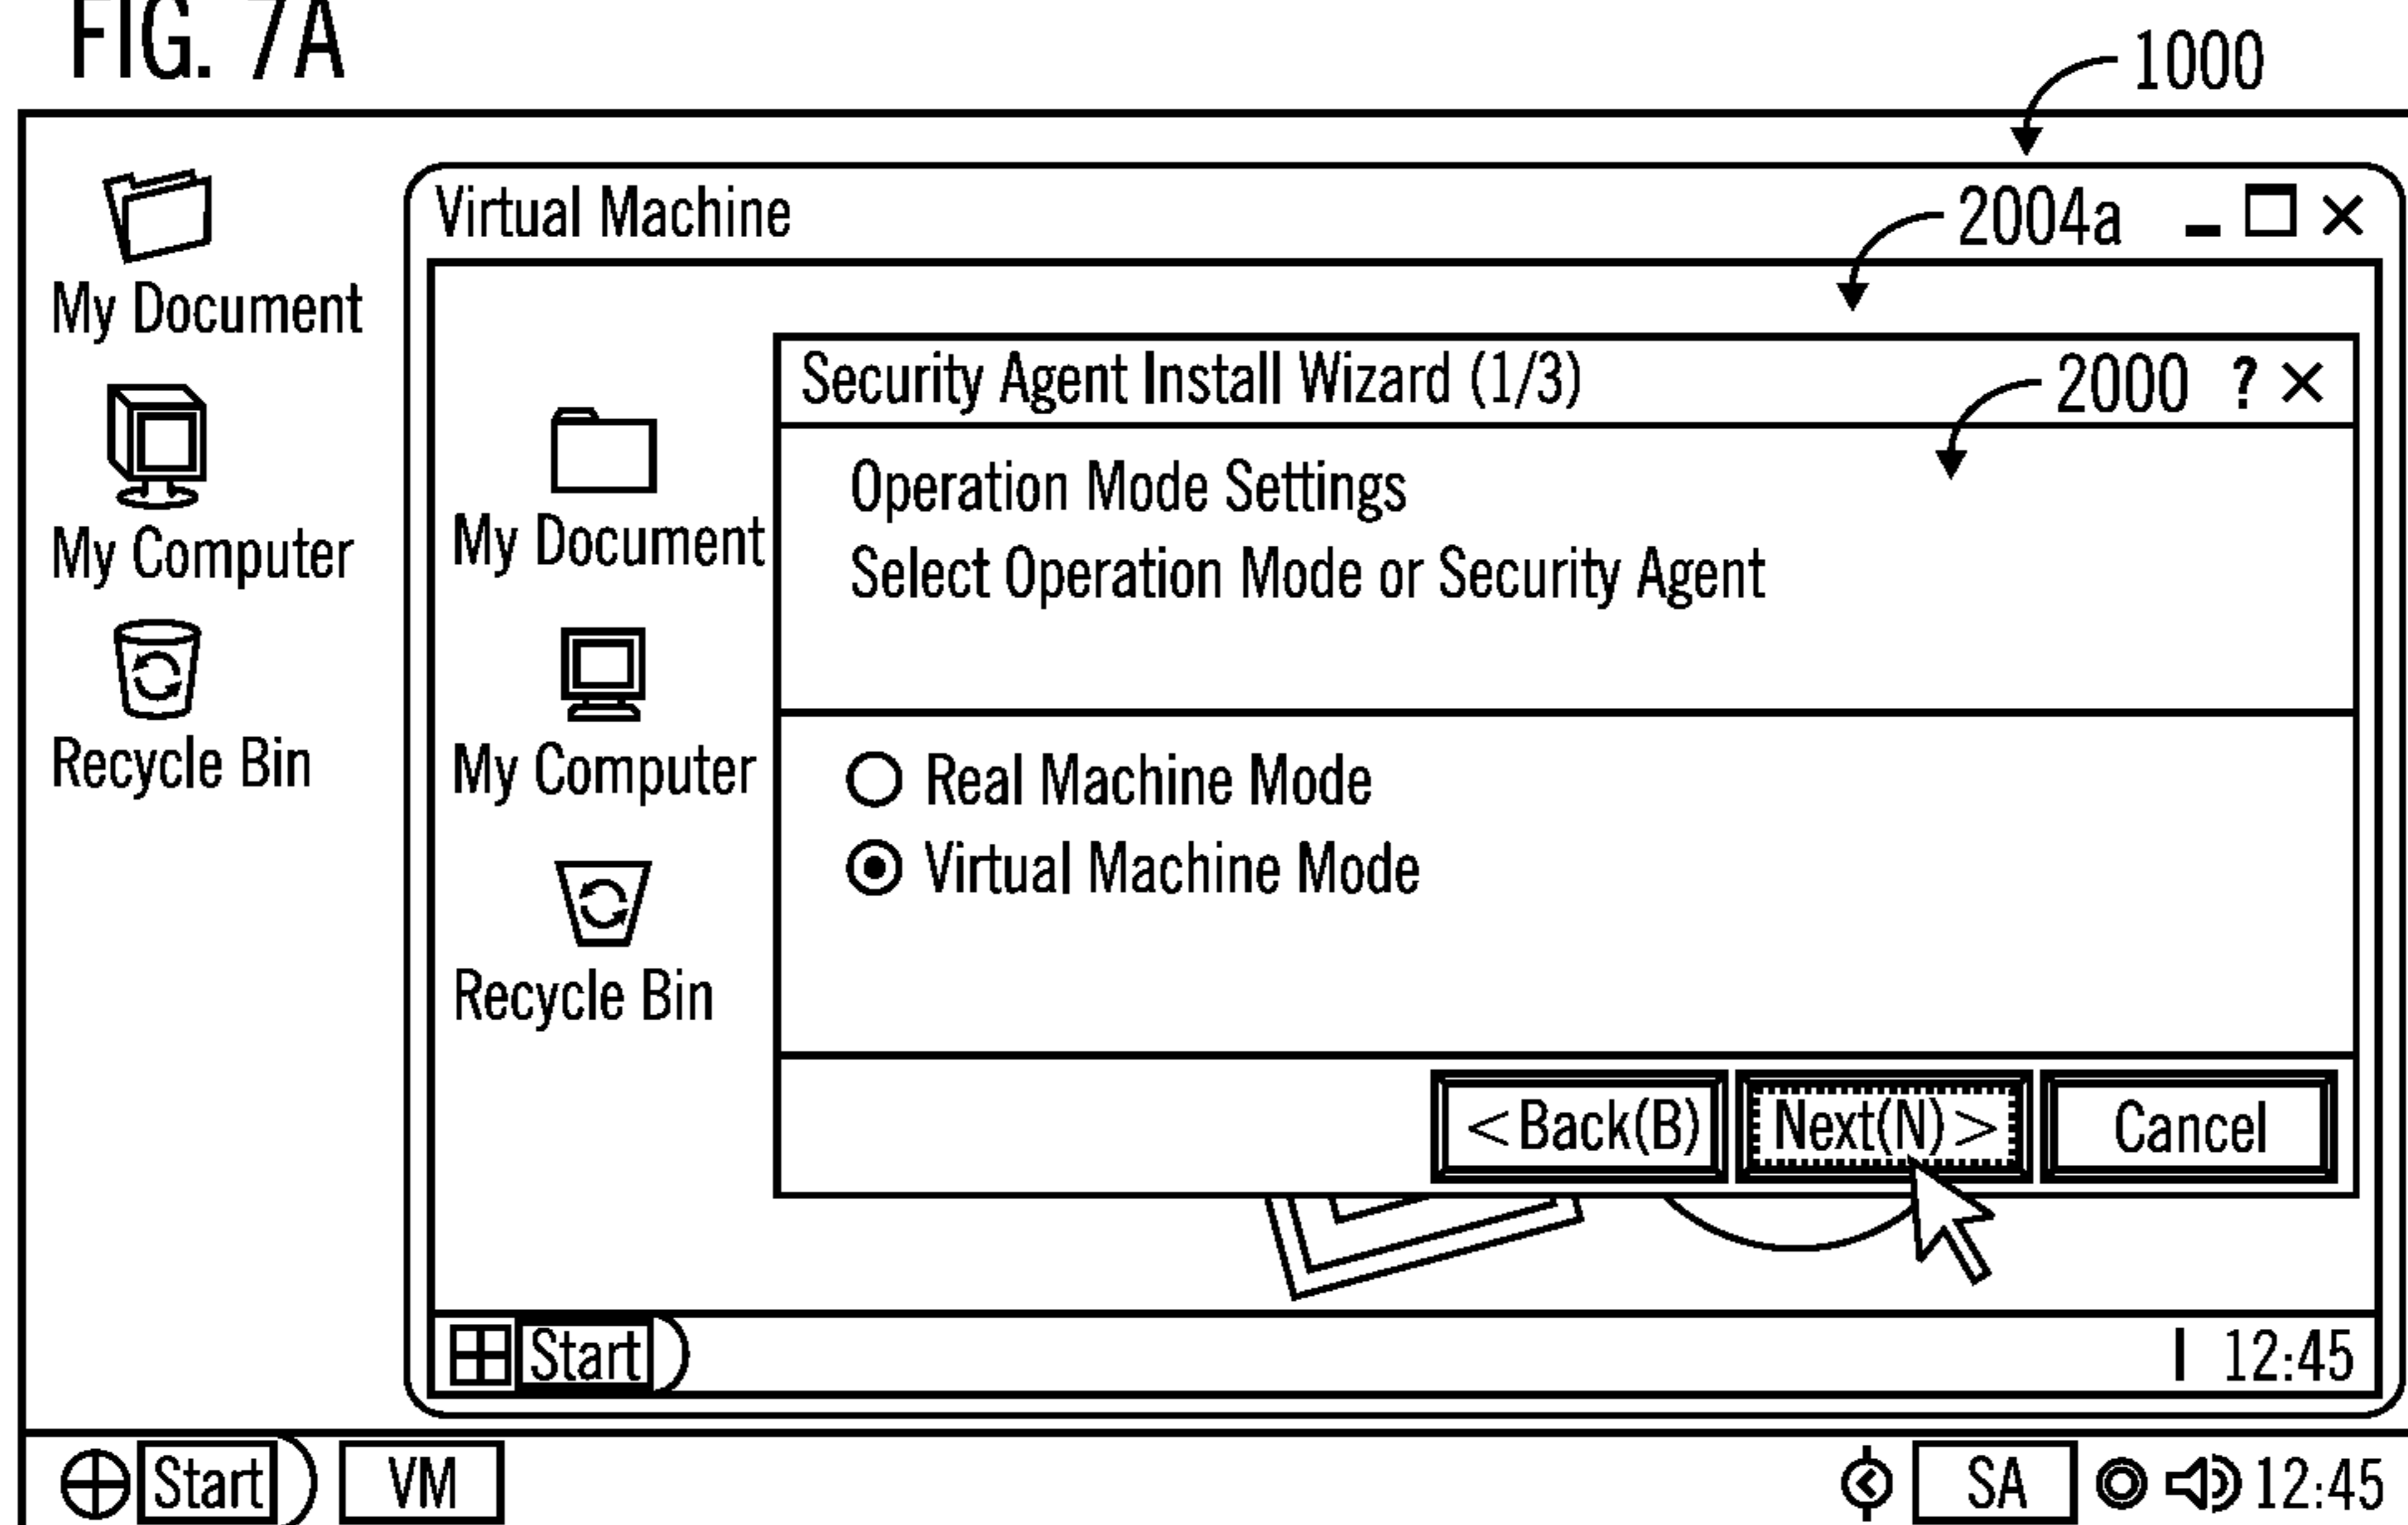 FIG. 7A
1000
My Document
My Computer
Recycle Bin
Virtual Machine
2004a
My Document
My Computer
Recycle Bin
Security Agent Install Wizard (1/3)
2000 ? ×
Operation Mode Settings
Select Operation Mode or Security Agent
Real Machine Mode
Virtual Machine Mode
<Back(B)
Next(N)>
Cancel
Start
12:45
Start
VM
SA
12:45